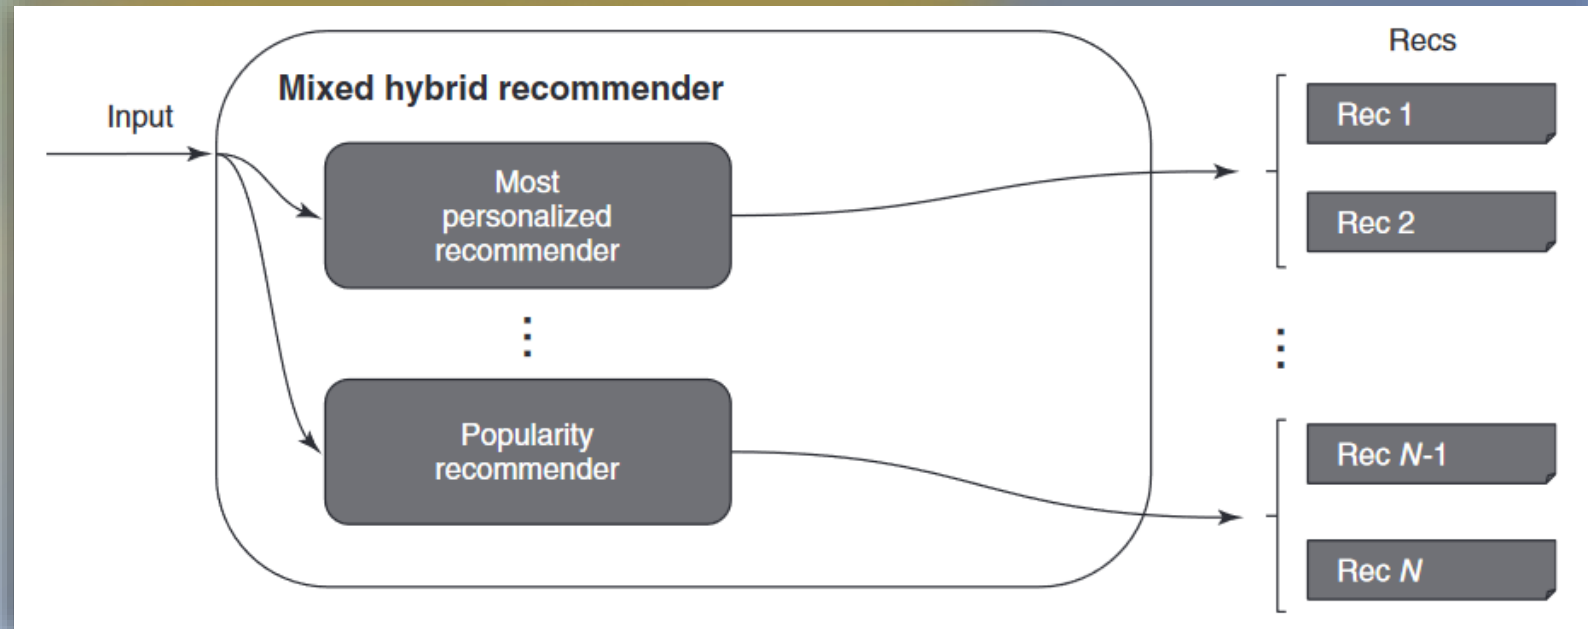 Recs
Mixed hybrid recommender
Input
Rec 1
Most
personalized
recommender
Rec 2
Popularity
recommender
Rec N-1
Rec N